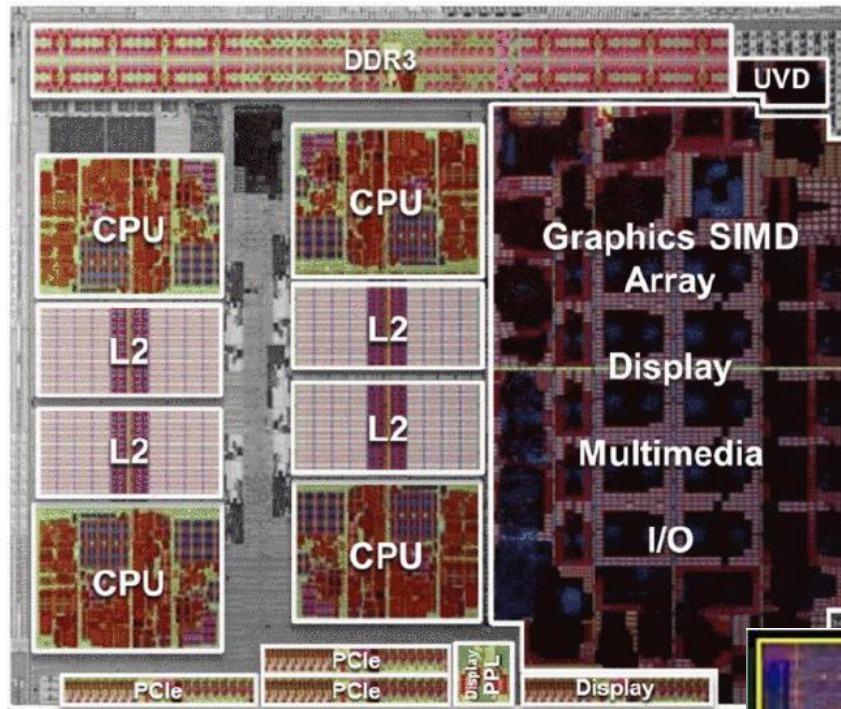 DDR3
UVD
CPU
CPU
Graphics SIMD
Array
L2
L2
Display
L2
L2
Multimedia
I/O
CPU
CPU
PCIe
PCIe
PCIe
Display
PPL
Display